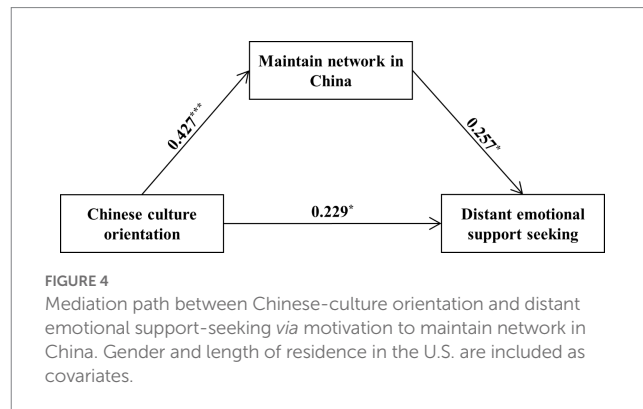 Maintain network in
China
0.427***
0.257*
Chinese culture
orientation
0.229*
Distant emotional
support seeking
FIGURE 4
Mediation path between Chinese-culture orientation and distant
emotional support-seeking via motivation to maintain network in
China. Gender and length of residence in the U.S. are included as
covariates.